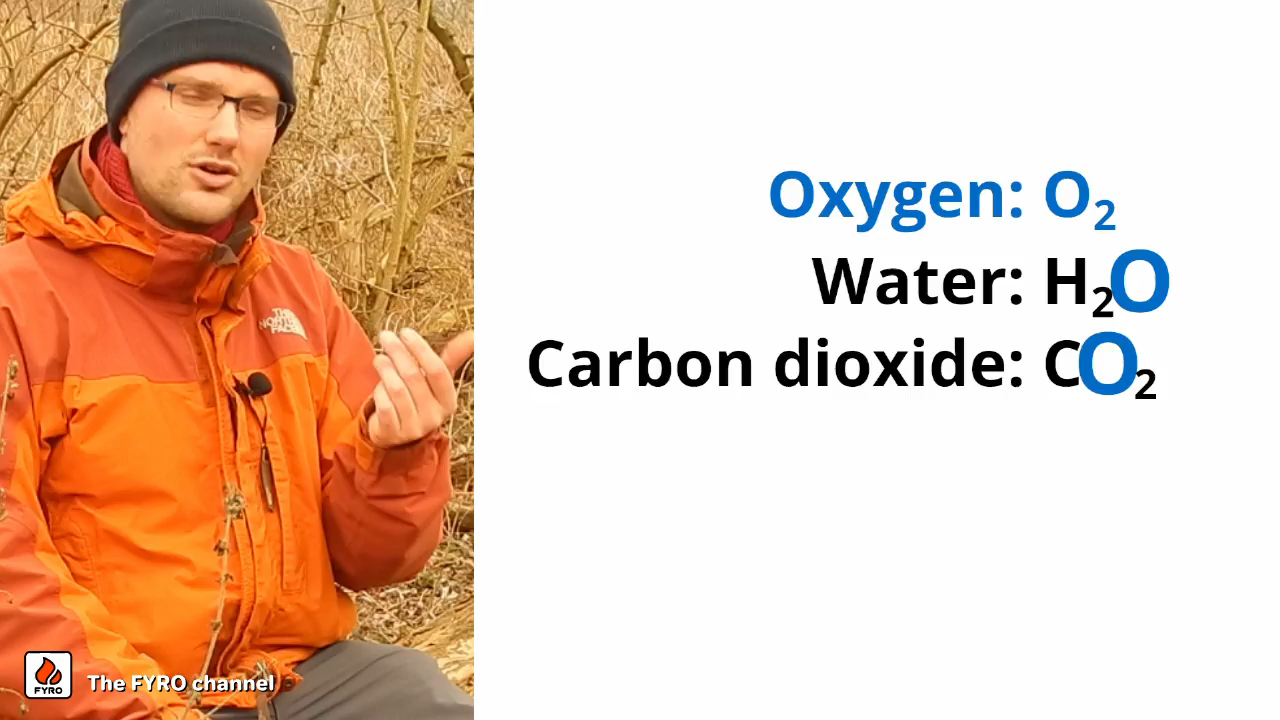 Oxygen: O₂
Water: H₂O
Carbon dioxide: CO₂
THE
NORTH
FACE
FYRO
The FYRO channel